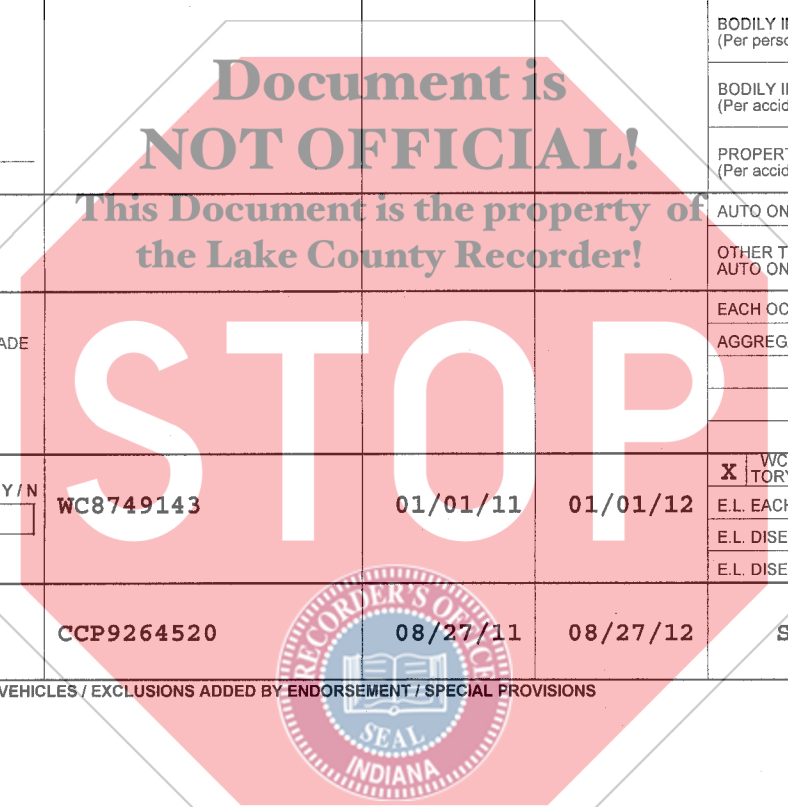 BODILY I
(Per perso
Document is
BODILY I
(Per accid
NOT OFFICIAL!
PROPERT
(Per accid
This Document is the property of
AUTO ON
the Lake County Recorder!
OTHER T
AUTO ON
EACH OC
ADE
AGGREGA
STOP
X WC
TORY
Y / N
WC8749143 01/01/11 01/01/12
E.L. EACH
E.L. DISE
E.L. DISE
RECORDER'S OFFICE
CCP9264520 08/27/11 08/27/12 S
VEHICLES / EXCLUSIONS ADDED BY ENDORSEMENT / SPECIAL PROVISIONS
SEAL
INDIANA